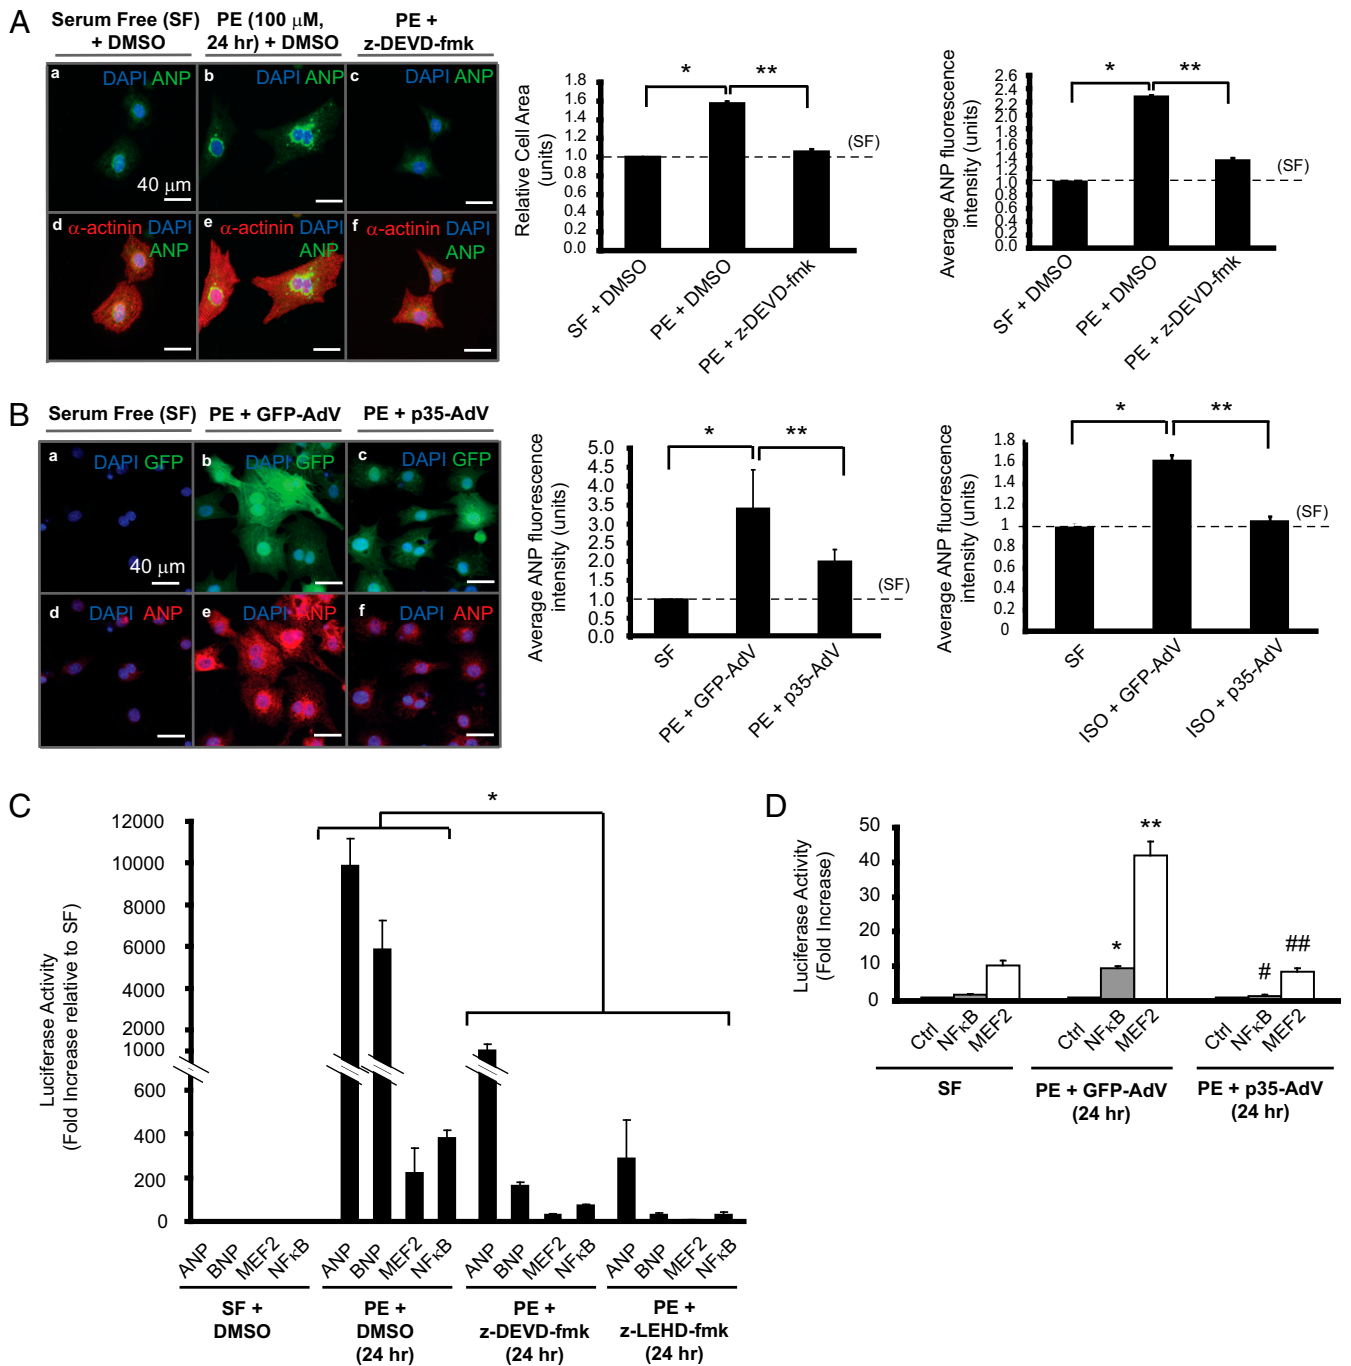 A
Serum Free (SF)
+ DMSO
PE (100 μM,
24 hr) + DMSO
PE +
z-DEVD-fmk
a
DAPI ANP
40 μm
b
DAPI ANP
c
DAPI ANP
d
α-actinin DAPI
ANP
e
α-actinin DAPI
ANP
f
α-actinin DAPI
ANP
Relative Cell Area
(units)
1.8
1.6
1.4
1.2
1.0
0.8
0.6
0.4
0.2
0.0
*
**
(SF)
SF + DMSO
PE + DMSO
PE + z-DEVD-fmk
Average ANP fluorescence
intensity (units)
2.6
2.4
2.2
2.0
1.8
1.6
1.4
1.2
1.0
0.8
0.6
0.4
0.2
0.0
*
**
(SF)
SF + DMSO
PE + DMSO
PE + z-DEVD-fmk
B
Serum Free (SF)
PE + GFP-AdV
PE + p35-AdV
a
DAPI GFP
40 μm
b
DAPI GFP
c
DAPI GFP
d
DAPI ANP
e
DAPI ANP
f
DAPI ANP
Average ANP fluorescence
intensity (units)
5.0
4.5
4.0
3.5
3.0
2.5
2.0
1.5
1.0
0.5
0.0
*
**
(SF)
SF
PE + GFP-AdV
PE + p35-AdV
Average ANP fluorescence
intensity (units)
1.8
1.6
1.4
1.2
1
0.8
0.6
0.4
0.2
0
*
**
(SF)
SF
ISO + GFP-AdV
ISO + p35-AdV
C
Luciferase Activity
(Fold Increase relative to SF)
12000
10000
8000
6000
4000
2000
1000
600
400
200
0
*
ANP
BNP
MEF2
NFκB
ANP
BNP
MEF2
NFκB
ANP
BNP
MEF2
NFκB
ANP
BNP
MEF2
NFκB
SF +
DMSO
PE +
DMSO
(24 hr)
PE +
z-DEVD-fmk
(24 hr)
PE +
z-LEHD-fmk
(24 hr)
D
Luciferase Activity
(Fold Increase)
50
40
30
20
10
0
*
**
#
##
Ctrl
NFκB
MEF2
Ctrl
NFκB
MEF2
Ctrl
NFκB
MEF2
SF
PE + GFP-AdV
(24 hr)
PE + p35-AdV
(24 hr)